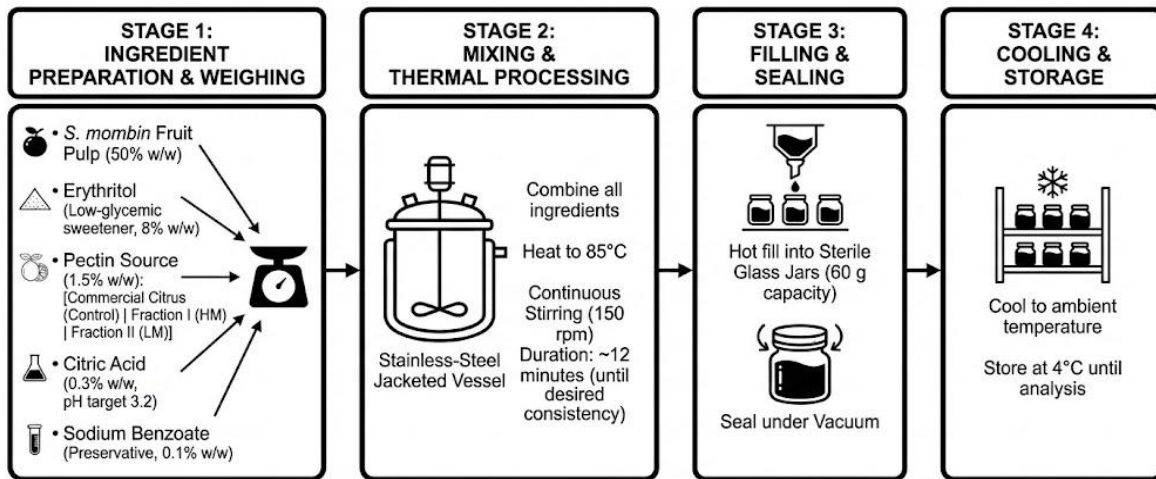 STAGE 1:
INGREDIENT
PREPARATION & WEIGHING
• S. mombin Fruit
Pulp (50% w/w)
• Erythritol
(Low-glycemic
sweetener, 8% w/w)
• Pectin Source
(1.5% w/w):
[Commercial Citrus
(Control) | Fraction I (HM)
| Fraction II (LM)]
• Citric Acid
(0.3% w/w,
pH target 3.2)
• Sodium Benzoate
(Preservative, 0.1% w/w)
STAGE 2:
MIXING &
THERMAL PROCESSING
Stainless-Steel
Jacketed Vessel
Combine all
ingredients
Heat to 85°C
Continuous
Stirring (150
rpm)
Duration: ~12
minutes (until
desired
consistency)
STAGE 3:
FILLING &
SEALING
Hot fill into Sterile
Glass Jars (60 g
capacity)
Seal under Vacuum
STAGE 4:
COOLING &
STORAGE
Cool to ambient
temperature
Store at 4°C until
analysis